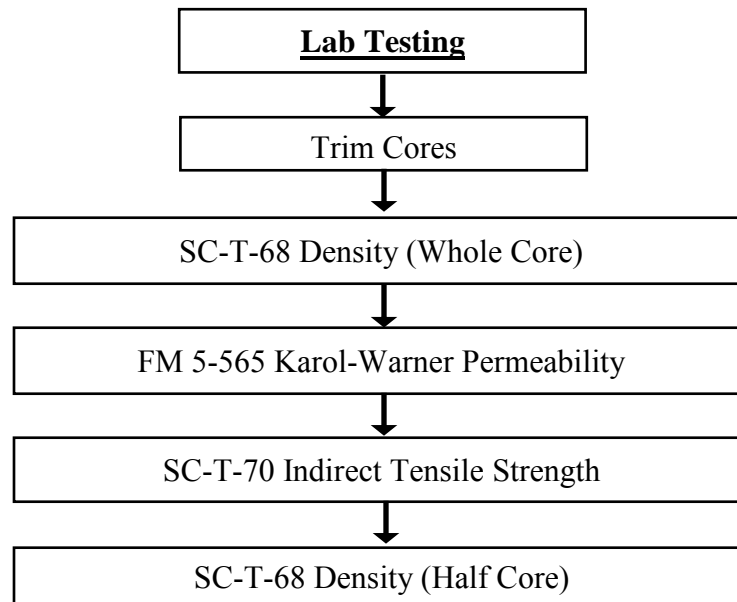 Lab Testing
Trim Cores
SC-T-68 Density (Whole Core)
FM 5-565 Karol-Warner Permeability
SC-T-70 Indirect Tensile Strength
SC-T-68 Density (Half Core)